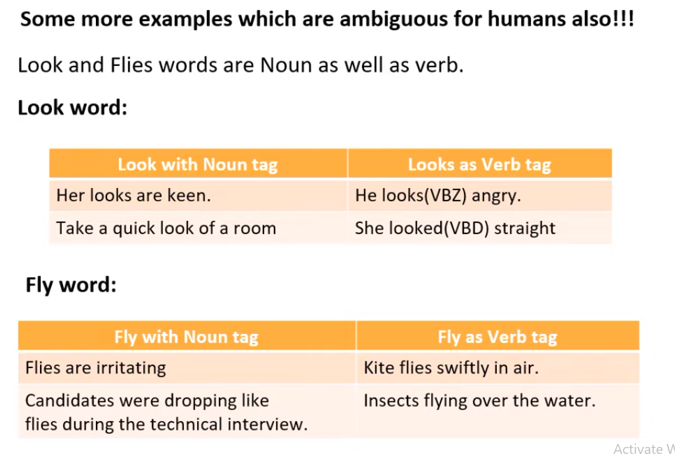 Some more examples which are ambiguous for humans also!!!
Look and Flies words are Noun as well as verb.
Look word:
Look with Noun tag Looks as Verb tag
Her looks are keen. He looks(VBZ) angry.
Take a quick look of a room She looked(VBD) straight
Fly word:
Fly with Noun tag Fly as Verb tag
Flies are irritating Kite flies swiftly in air.
Candidates were dropping like Insects flying over the water.
flies during the technical interview.
Activate W